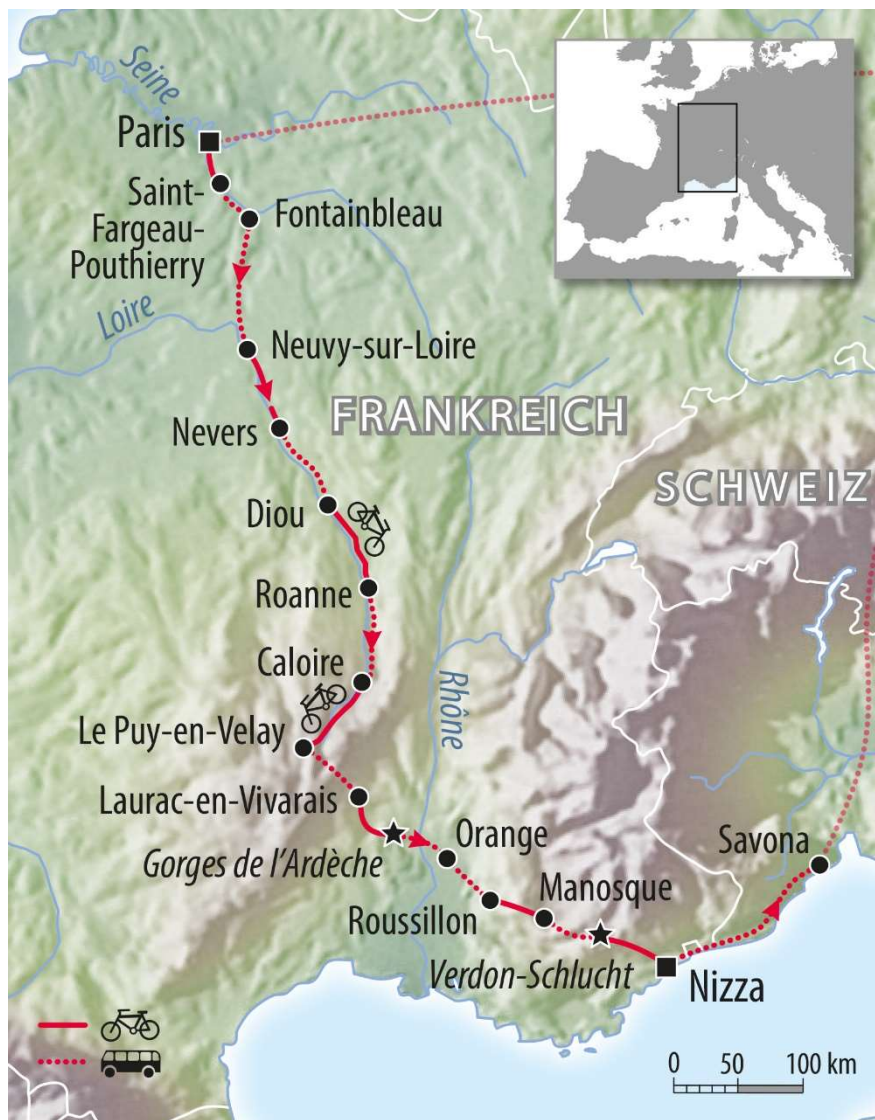 Seine
Paris
Saint-
Fargeau-
Pouthierry
Fontainbleau
Loire
Neuvy-sur-Loire
FRANKREICH
Nevers
SCHWEIZ
Diou
Roanne
Caloire
Rhône
Le Puy-en-Velay
Laurac-en-Vivarais
Gorges de l'Ardèche
Orange
Savona
Manosque
Roussillon
Verdon-Schlucht
Nizza
0 50 100 km